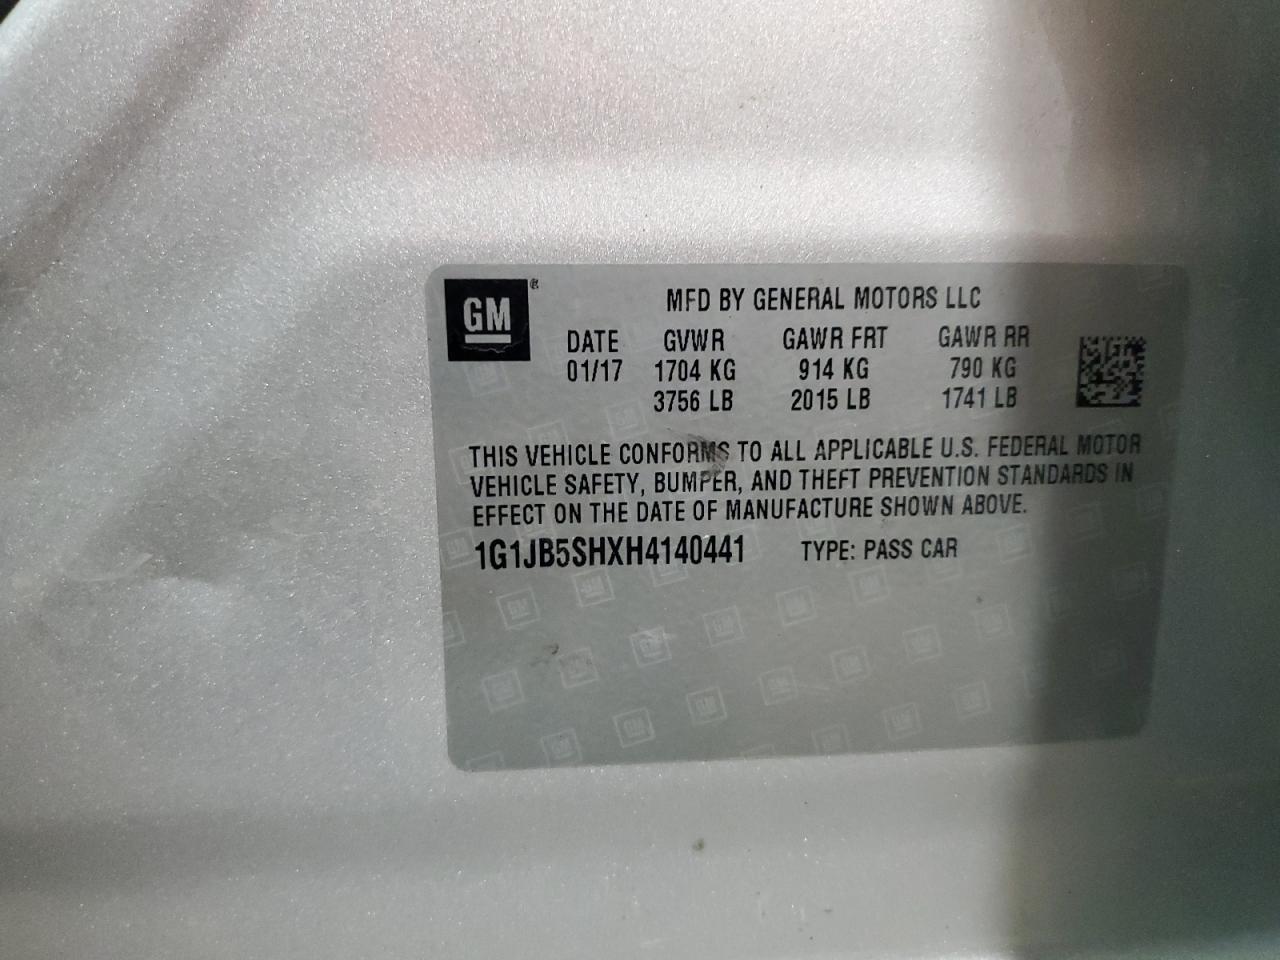 GM®
MFD BY GENERAL MOTORS LLC
DATE GVWR GAWR FRT GAWR RR
01/17 1704 KG 914 KG 790 KG
3756 LB 2015 LB 1741 LB
THIS VEHICLE CONFORMS TO ALL APPLICABLE U.S. FEDERAL MOTOR
VEHICLE SAFETY, BUMPER, AND THEFT PREVENTION STANDARDS IN
EFFECT ON THE DATE OF MANUFACTURE SHOWN ABOVE.
1G1JB5SHXH4140441 TYPE: PASS CAR